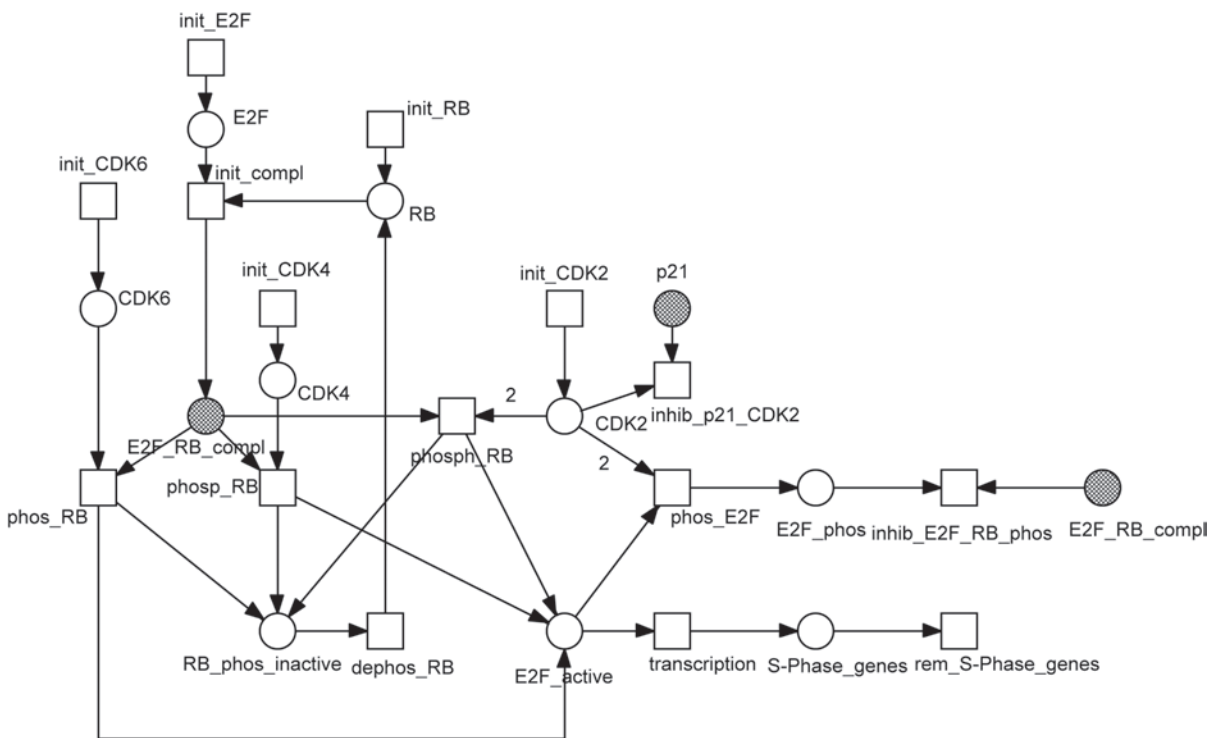 init_E2F
E2F
init_RB
init_CDK6
init_compl
RB
init_CDK4
init_CDK2
p21
CDK6
CDK4
2
CDK2
inhib_p21_CDK2
E2F_RB_compl
phosph_RB
2
phos_RB
phosp_RB
phos_E2F
E2F_phos
inhib_E2F_RB_phos
E2F_RB_compl
RB_phos_inactive
dephos_RB
E2F_active
transcription
S-Phase_genes
rem_S-Phase_genes